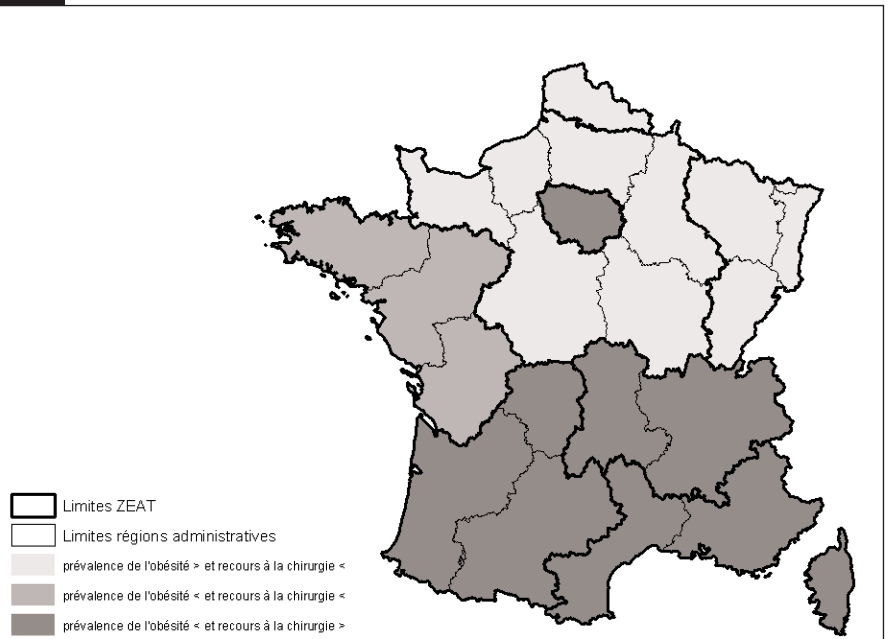 Limites ZEAT
Limites régions administratives
prévalence de l'obésité > et recours à la chirurgie <
prévalence de l'obésité < et recours à la chirurgie <
prévalence de l'obésité < et recours à la chirurgie >